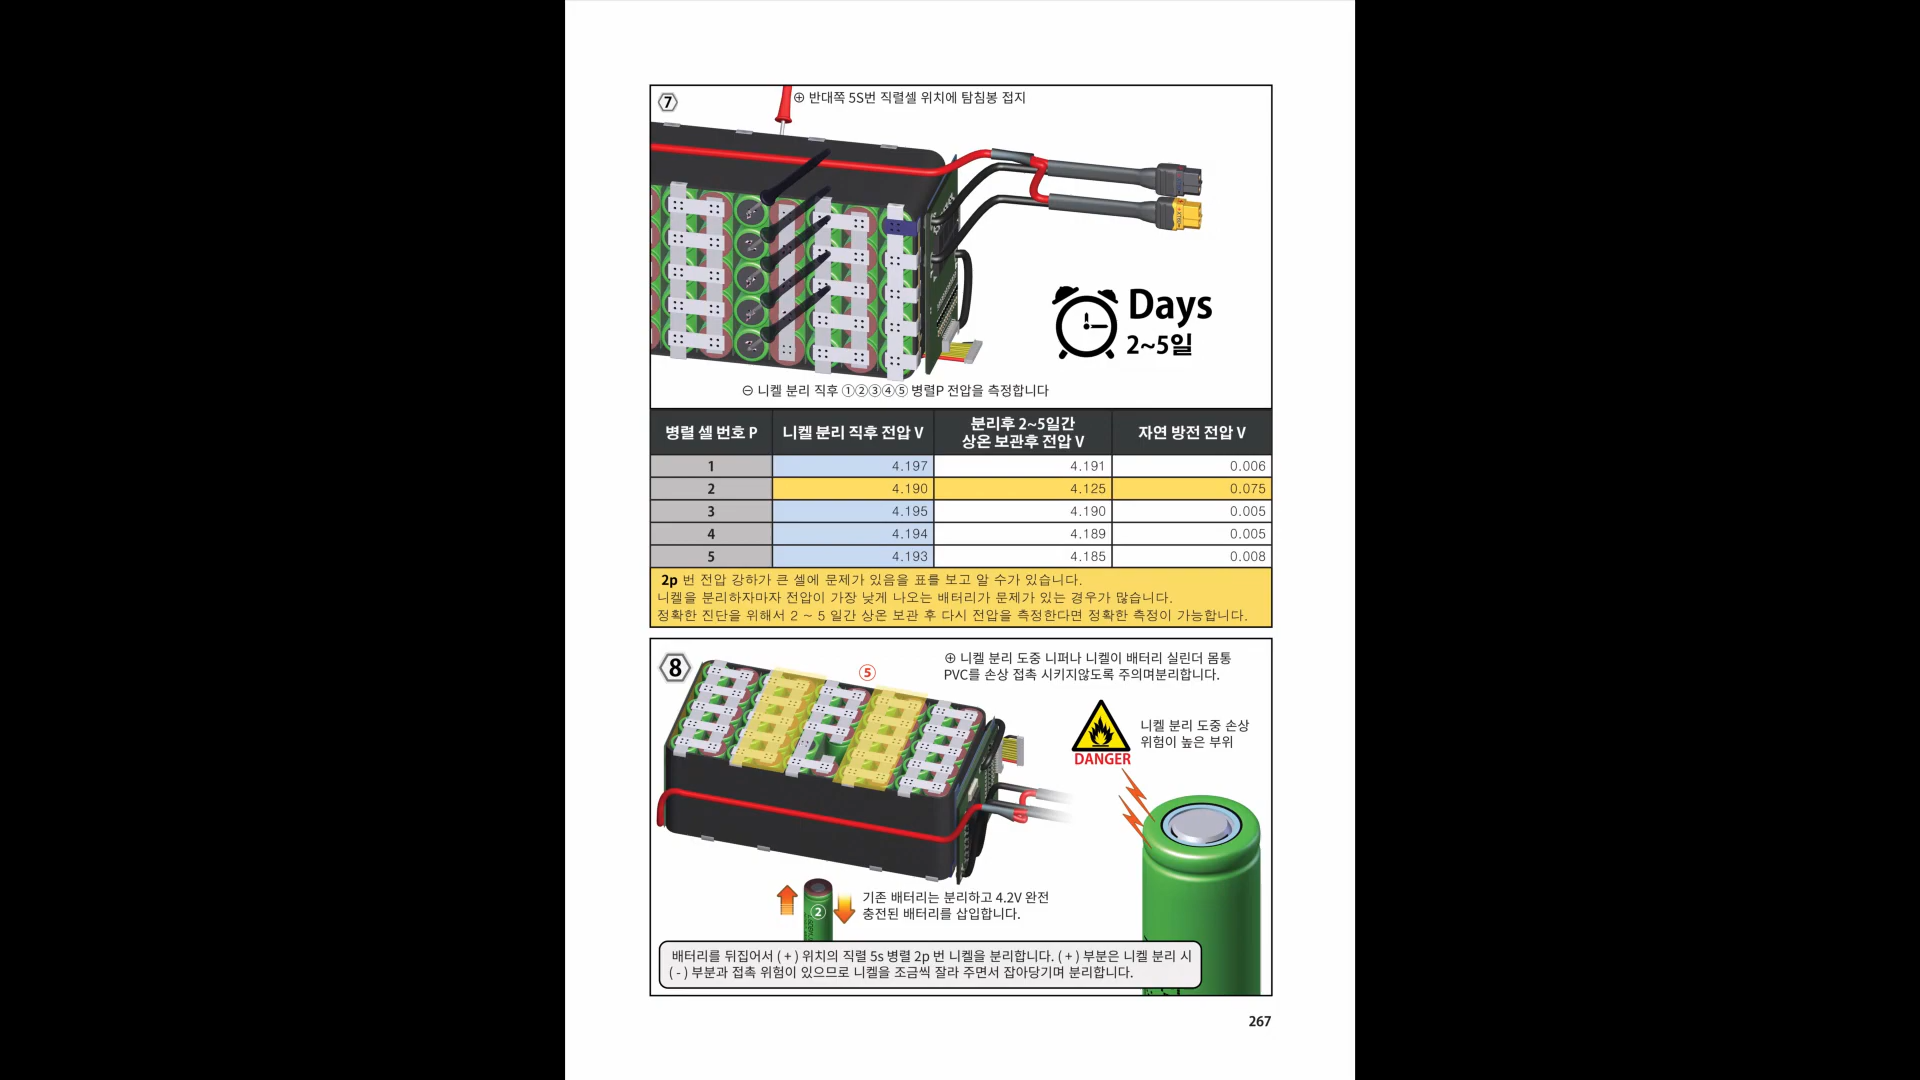 7
⊕ 반대쪽 5S번 직렬셀 위치에 탐침봉 접지
Days
2~5일
⊖ 니켈 분리 직후 ①②③④⑤ 병렬P 전압을 측정합니다
병렬 셀 번호 P
니켈 분리 직후 전압 V
분리후 2~5일간
상온 보관후 전압 V
자연 방전 전압 V
1 4.197 4.191 0.006
2 4.190 4.125 0.075
3 4.195 4.190 0.005
4 4.194 4.189 0.005
5 4.193 4.185 0.008
2p 번 전압 강하가 큰 셀에 문제가 있음을 표를 보고 알 수가 있습니다.
니켈을 분리하자마자 전압이 가장 낮게 나오는 배터리가 문제가 있는 경우가 많습니다.
정확한 진단을 위해서 2 ~ 5 일간 상온 보관 후 다시 전압을 측정한다면 정확한 측정이 가능합니다.
8
⑤
⊕ 니켈 분리 도중 니퍼나 니켈이 배터리 실린더 몸통
PVC를 손상 접촉 시키지않도록 주의며분리합니다.
니켈 분리 도중 손상
위험이 높은 부위
DANGER
②
기존 배터리는 분리하고 4.2V 완전
충전된 배터리를 삽입합니다.
배터리를 뒤집어서 ( + ) 위치의 직렬 5s 병렬 2p 번 니켈을 분리합니다. ( + ) 부분은 니켈 분리 시
( - ) 부분과 접촉 위험이 있으므로 니켈을 조금씩 잘라 주면서 잡아당기며 분리합니다.
267